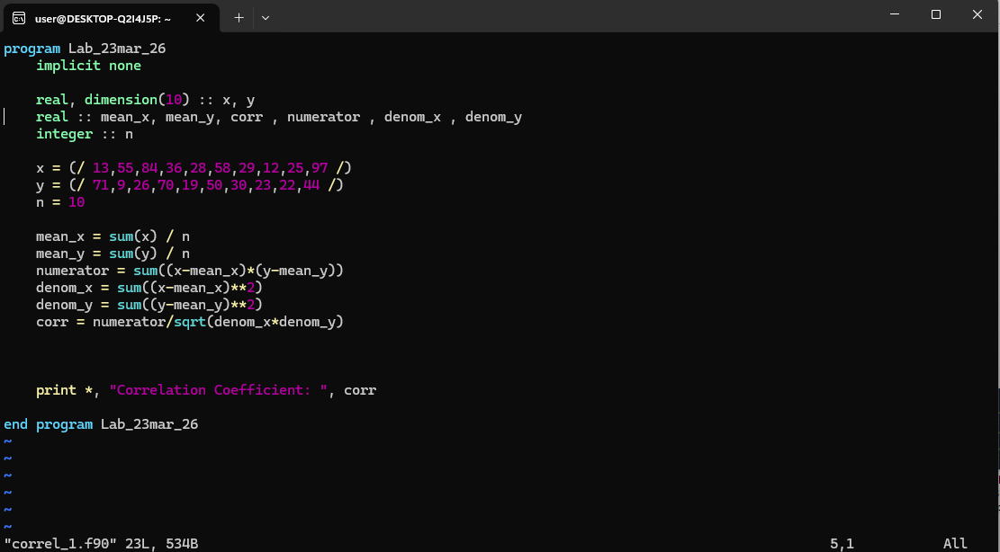 user@DESKTOP-Q2I4J5P: ~
program Lab_23mar_26
    implicit none
    real, dimension(10) :: x, y
    real :: mean_x, mean_y, corr , numerator , denom_x , denom_y
    integer :: n
    x = (/ 13,55,84,36,28,58,29,12,25,97 /)
    y = (/ 71,9,26,70,19,50,30,23,22,44 /)
    n = 10
    mean_x = sum(x) / n
    mean_y = sum(y) / n
    numerator = sum((x-mean_x)*(y-mean_y))
    denom_x = sum((x-mean_x)**2)
    denom_y = sum((y-mean_y)**2)
    corr = numerator/sqrt(denom_x*denom_y)
    print *, "Correlation Coefficient: ", corr
end program Lab_23mar_26
~
~
~
~
~
~
"correl_1.f90" 23L, 534B 5,1 All